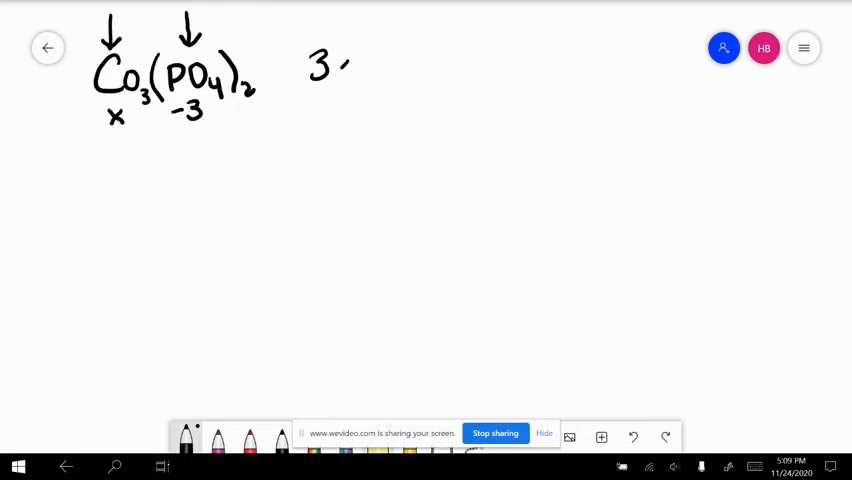 Co3(PO4)2 3
x -3
HB
www.wevideo.com is sharing your screen. Stop sharing Hide
5:09 PM
11/24/2020